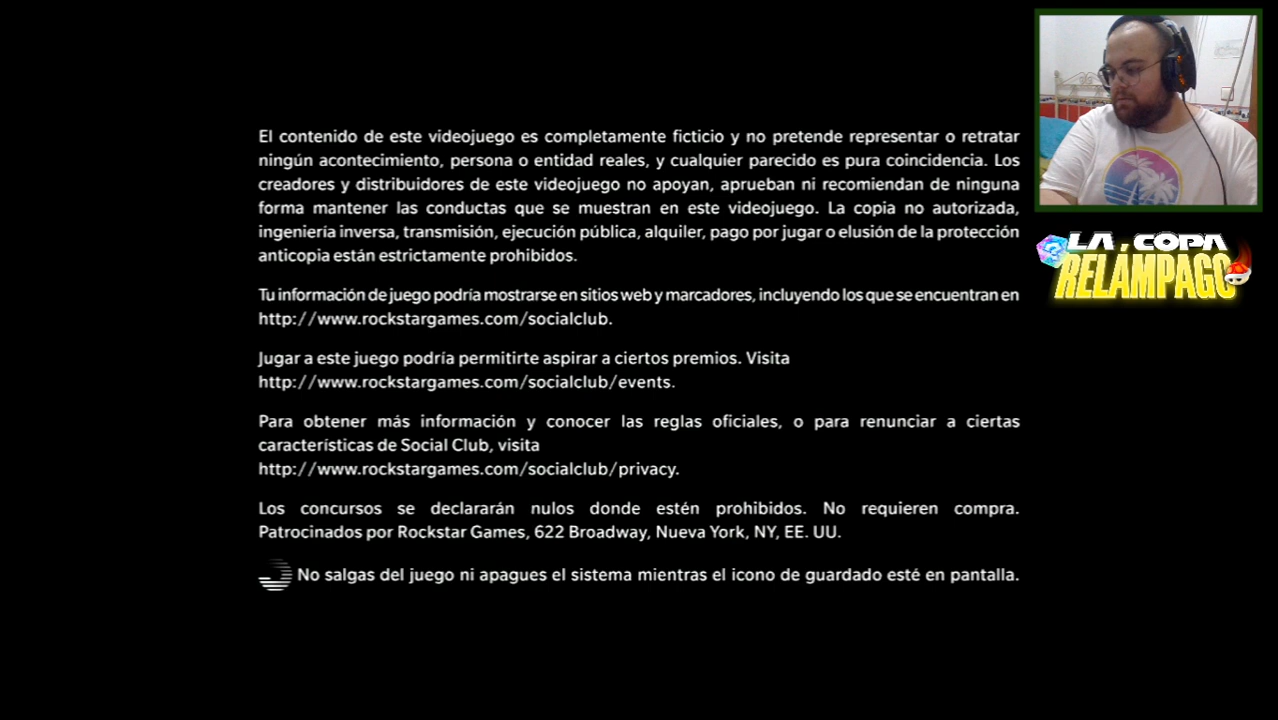 El contenido de este videojuego es completamente ficticio y no pretende representar o retratar
ningún acontecimiento, persona o entidad reales, y cualquier parecido es pura coincidencia. Los
creadores y distribuidores de este videojuego no apoyan, aprueban ni recomiendan de ninguna
forma mantener las conductas que se muestran en este videojuego. La copia no autorizada,
ingeniería inversa, transmisión, ejecución pública, alquiler, pago por jugar o elusión de la protección
anticopia están estrictamente prohibidos.
Tu información de juego podría mostrarse en sitios web y marcadores, incluyendo los que se encuentran en
http://www.rockstargames.com/socialclub.
Jugar a este juego podría permitirte aspirar a ciertos premios. Visita
http://www.rockstargames.com/socialclub/events.
Para obtener más información y conocer las reglas oficiales, o para renunciar a ciertas
características de Social Club, visita
http://www.rockstargames.com/socialclub/privacy.
Los concursos se declararán nulos donde estén prohibidos. No requieren compra.
Patrocinados por Rockstar Games, 622 Broadway, Nueva York, NY, EE. UU.
No salgas del juego ni apagues el sistema mientras el icono de guardado esté en pantalla.
LA COPA
RELÁMPAGO